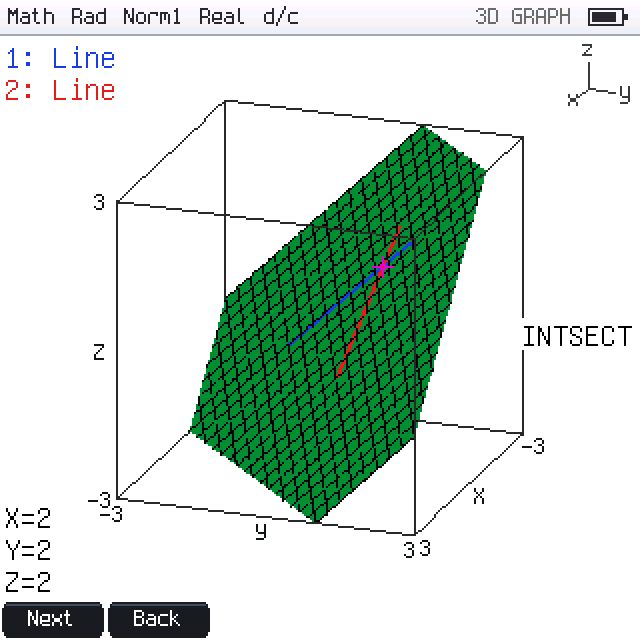 Math Rad Norm1 Real d/c 3D GRAPH
1: Line
2: Line
z
x y
3
z
INTSECT
-3
x
-3
-3
y
3 3
X=2
Y=2
Z=2
Next Back